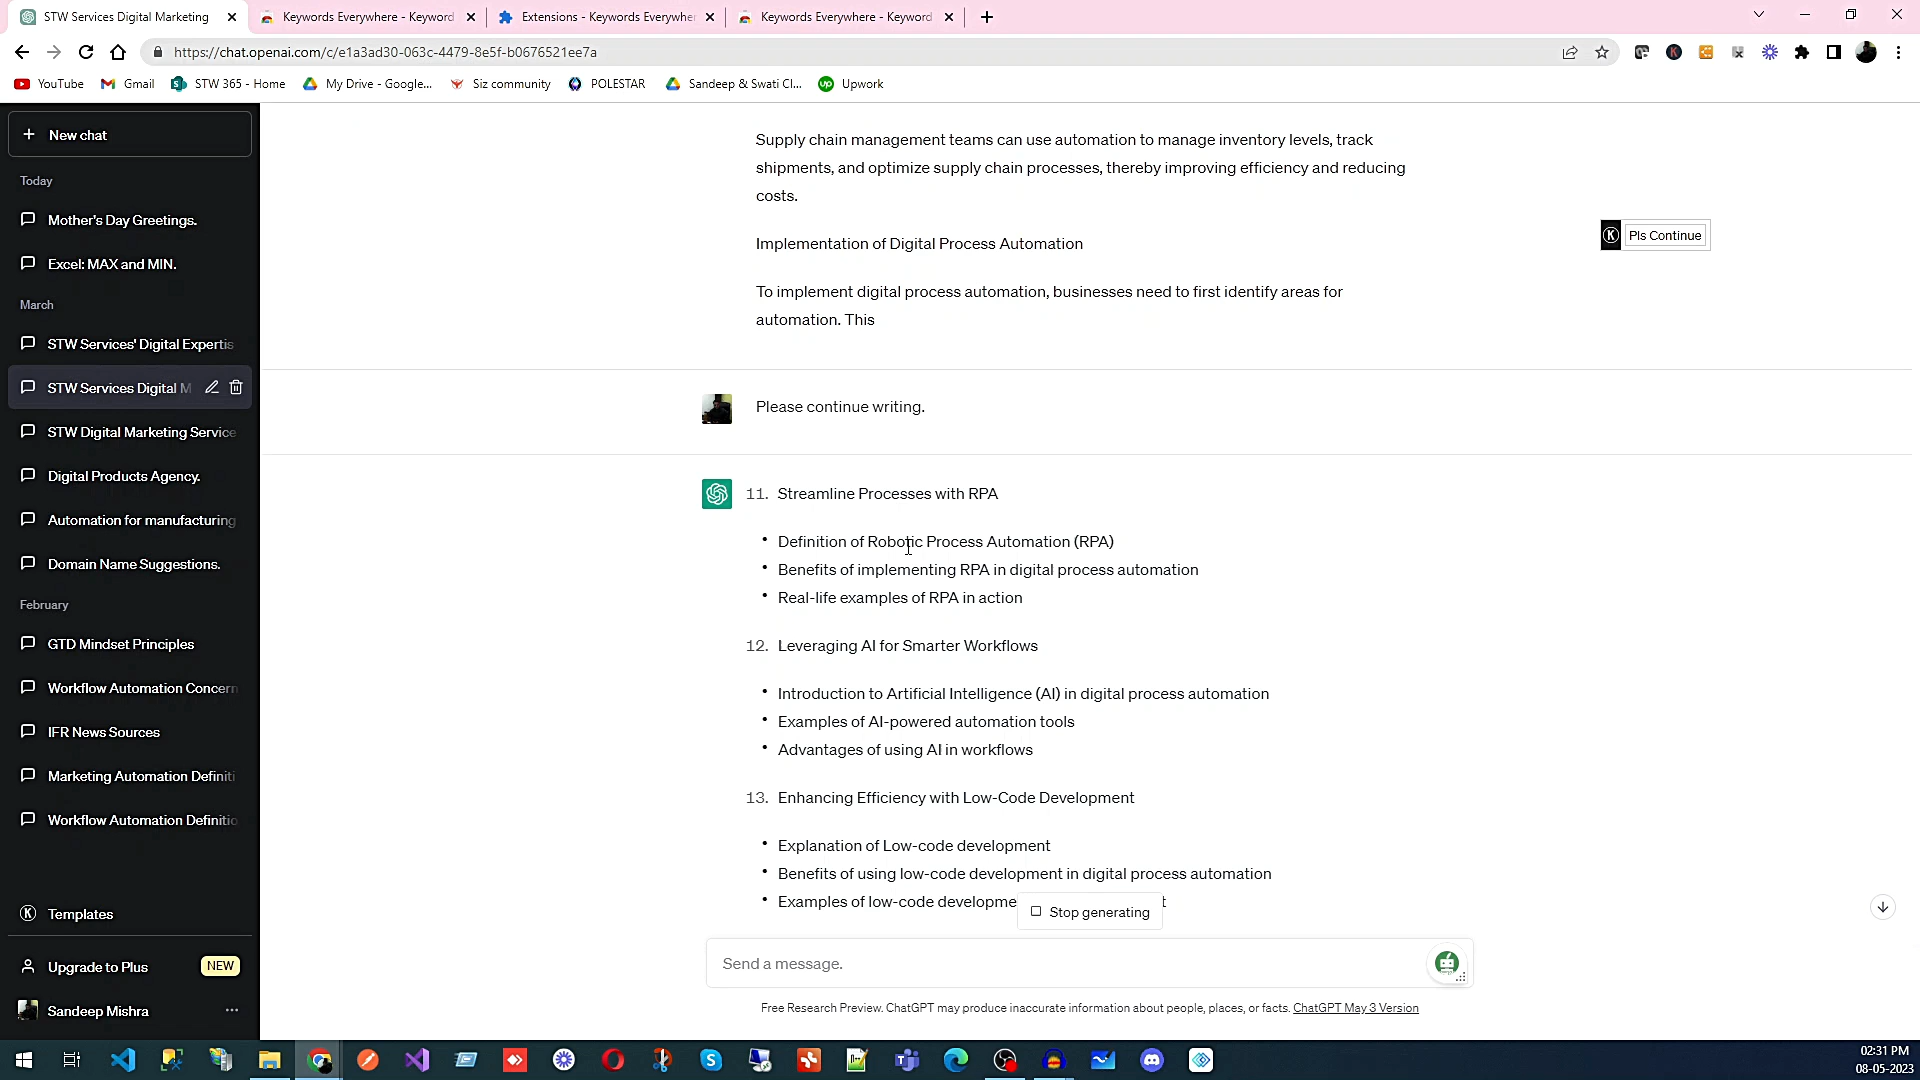 STW Services Digital Marketing
Keywords Everywhere - Keyword
Extensions - Keywords Everywhe
Keywords Everywhere - Keyword
https://chat.openai.com/c/e1a3ad30-063c-4479-8e5f-b0676521ee7a
YouTube
Gmail
STW 365 - Home
My Drive - Google...
Siz community
POLESTAR
Sandeep & Swati Cl...
Upwork
New chat
Today
Mother's Day Greetings.
Excel: MAX and MIN.
March
STW Services' Digital Expertis
STW Services Digital M
STW Digital Marketing Service
Digital Products Agency.
Automation for manufacturing
Domain Name Suggestions.
February
GTD Mindset Principles
Workflow Automation Concern
IFR News Sources
Marketing Automation Definiti
Workflow Automation Definitio
Templates
Upgrade to Plus NEW
Sandeep Mishra
Supply chain management teams can use automation to manage inventory levels, track
shipments, and optimize supply chain processes, thereby improving efficiency and reducing
costs.
Pls Continue
Implementation of Digital Process Automation
To implement digital process automation, businesses need to first identify areas for
automation. This
Please continue writing.
11. Streamline Processes with RPA
• Definition of Robotic Process Automation (RPA)
• Benefits of implementing RPA in digital process automation
• Real-life examples of RPA in action
12. Leveraging AI for Smarter Workflows
• Introduction to Artificial Intelligence (AI) in digital process automation
• Examples of AI-powered automation tools
• Advantages of using AI in workflows
13. Enhancing Efficiency with Low-Code Development
• Explanation of Low-code development
• Benefits of using low-code development in digital process automation
• Examples of low-code developme
Stop generating
Send a message.
Free Research Preview. ChatGPT may produce inaccurate information about people, places, or facts. ChatGPT May 3 Version
02:31 PM
08-05-2023